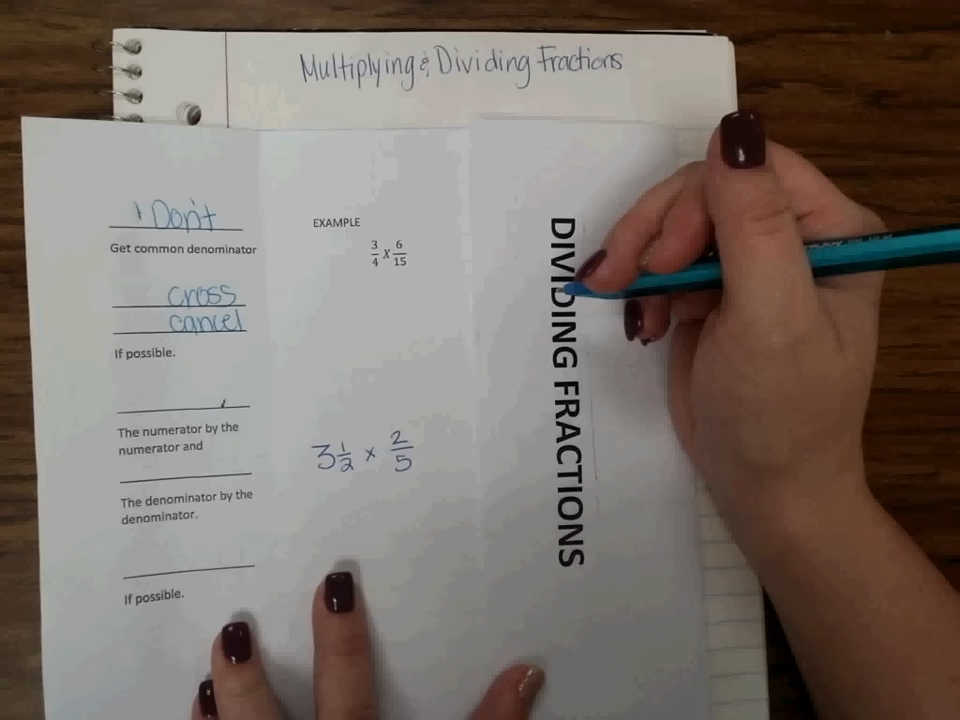 Multiplying & Dividing Fractions
Don't
Get common denominator
cross
cancel
If possible.
The numerator by the
numerator and
The denominator by the
denominator.
If possible.
EXAMPLE
3/4 x 6/15
3 1/2 x 2/5
DIVIDING FRACTIONS